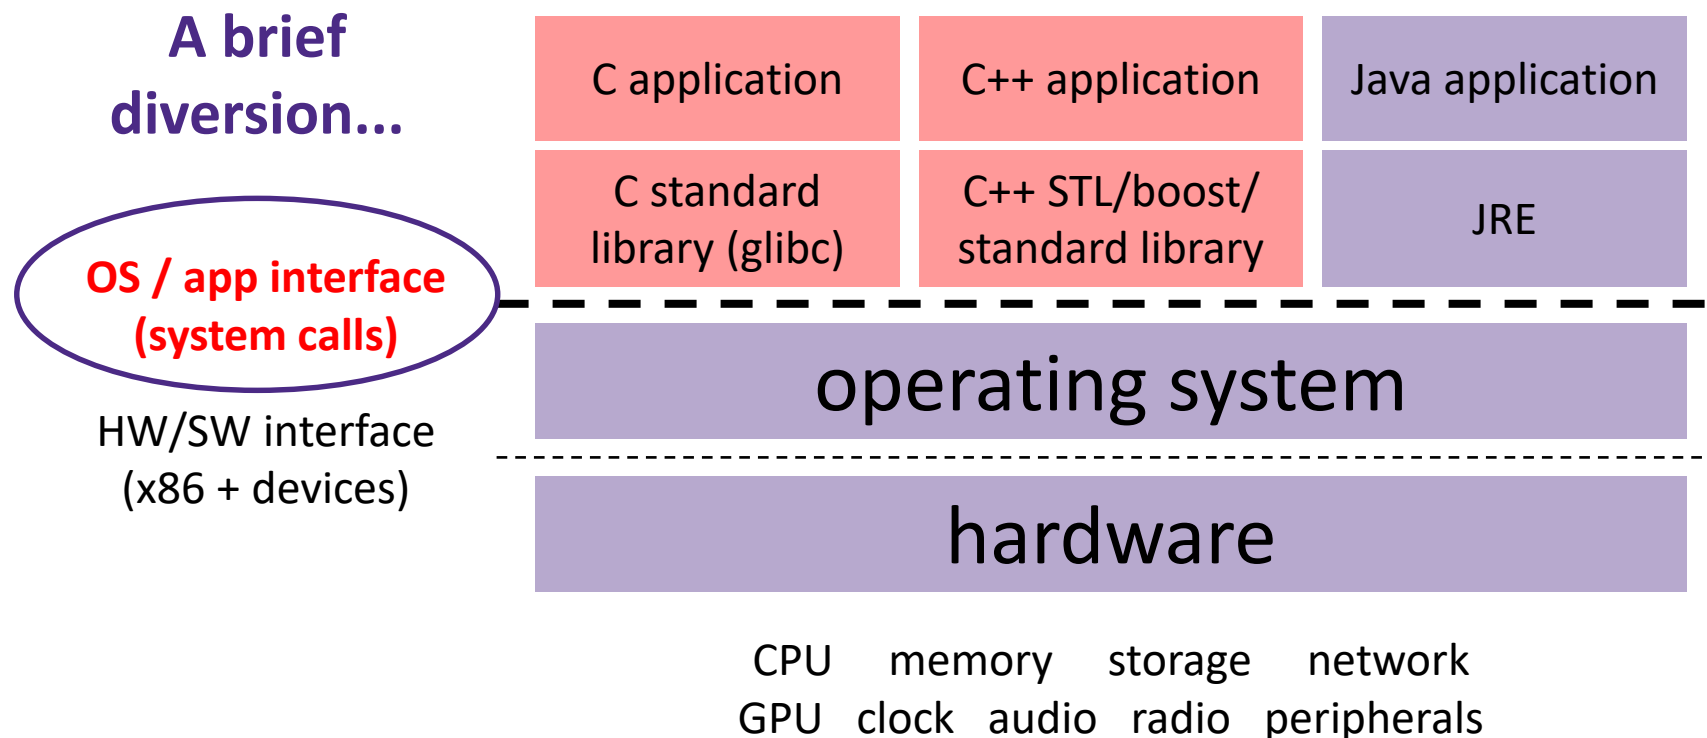 A brief
diversion...
C application
C++ application
Java application
C standard
library (glibc)
C++ STL/boost/
standard library
JRE
OS / app interface
(system calls)
operating system
HW/SW interface
(x86 + devices)
hardware
CPU memory storage network
GPU clock audio radio peripherals